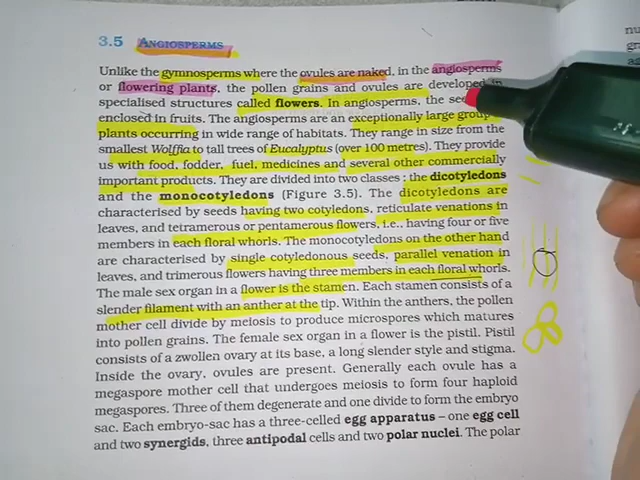 3.5 ANGIOSPERMS
Unlike the gymnosperms where the ovules are naked, in the angiosperms
or flowering plants, the pollen grains and ovules are developed in
specialised structures called flowers. In angiosperms, the
enclosed in fruits. The angiosperms are an exceptionally large group
plants occurring in wide range of habitats. They range in size from the
smallest Wolffia to tall trees of Eucalyptus (over 100 metres). They provide
us with food, fodder, fuel, medicines and several other commercially
important products. They are divided into two classes : the dicotyledons
and the monocotyledons (Figure 3.5). The dicotyledons are
characterised by seeds having two cotyledons, reticulate venations in
leaves, and tetramerous or pentamerous flowers, i.e., having four or five
members in each floral whorls. The monocotyledons on the other hand
are characterised by single cotyledonous seeds, parallel venation in
leaves, and trimerous flowers having three members in each floral whorls.
The male sex organ in a flower is the stamen. Each stamen consists of a
slender filament with an anther at the tip. Within the anthers, the pollen
mother cell divide by meiosis to produce microspores which matures
into pollen grains. The female sex organ in a flower is the pistil. Pistil
consists of a zwollen ovary at its base, a long slender style and stigma.
Inside the ovary, ovules are present. Generally each ovule has a
megaspore mother cell that undergoes meiosis to form four haploid
megaspores. Three of them degenerate and one divide to form the embryo
sac. Each embryo-sac has a three-celled egg apparatus – one egg cell
and two synergids, three antipodal cells and two polar nuclei. The polar